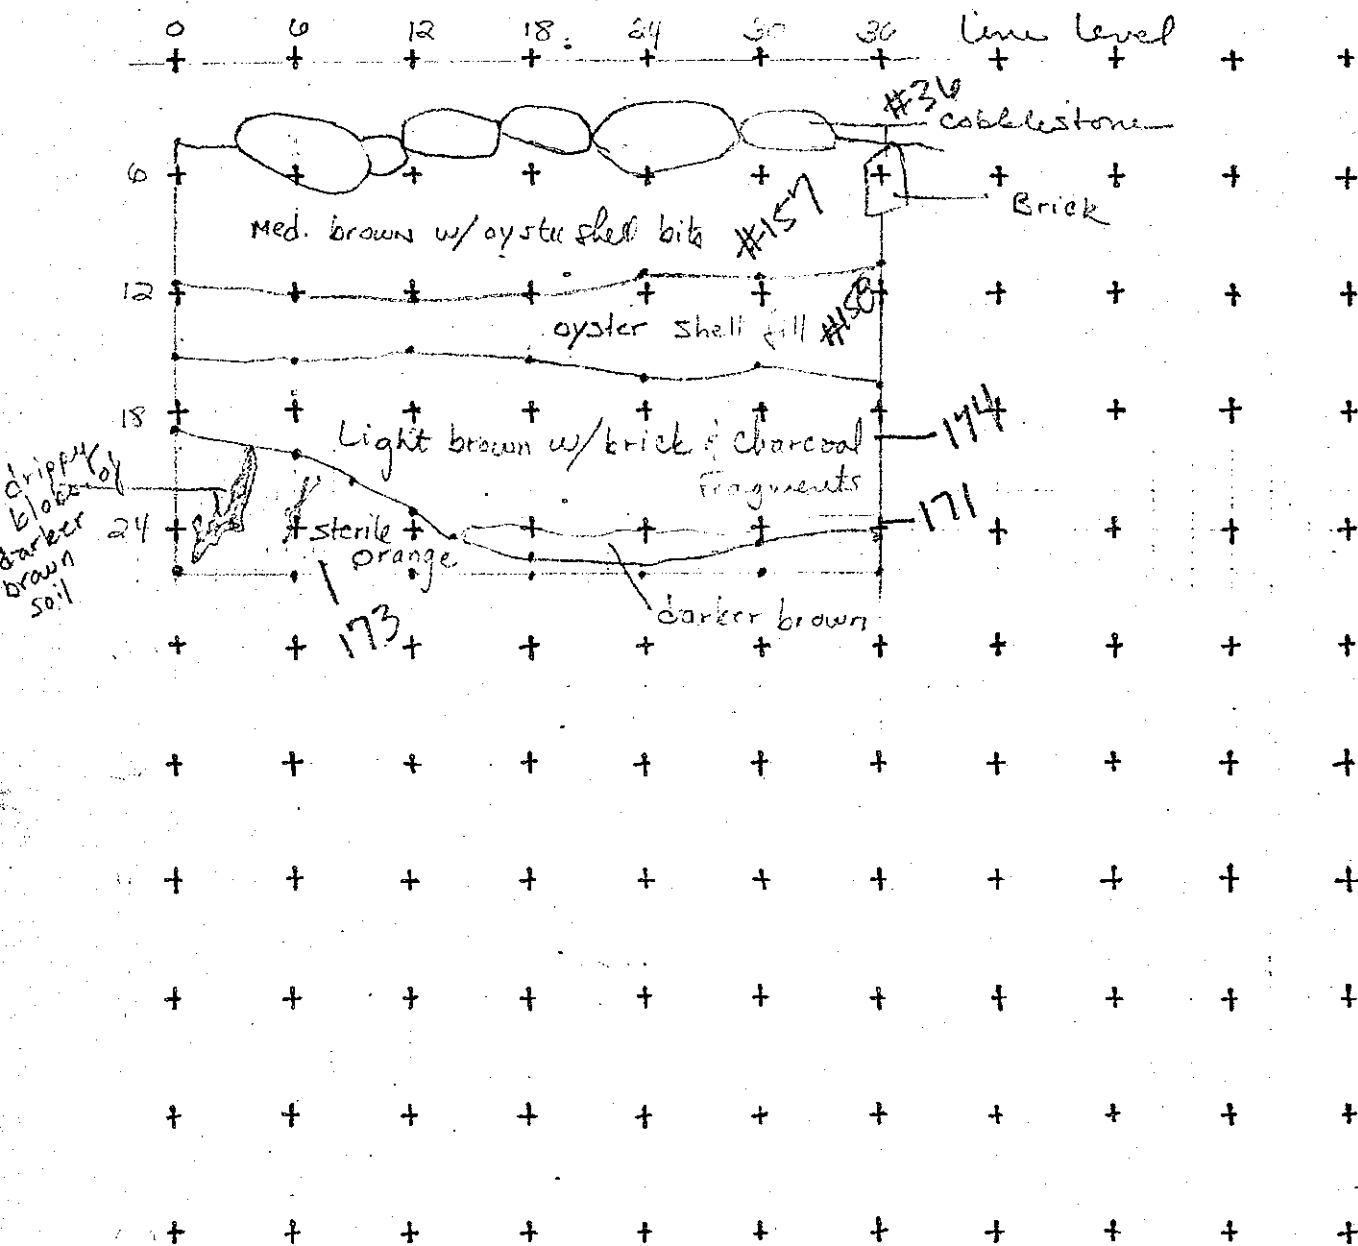 0 6 12 18 24 30 36 Line level
#36
cobblestone
6
Brick
Med. brown w/ oyster shell bits #157
12
oyster shell fill #158
18
Light brown w/ brick & charcoal
Fragments
174
drippy
blobs of
darker
brown
soil
24
sterile
orange
171
173
darker brown